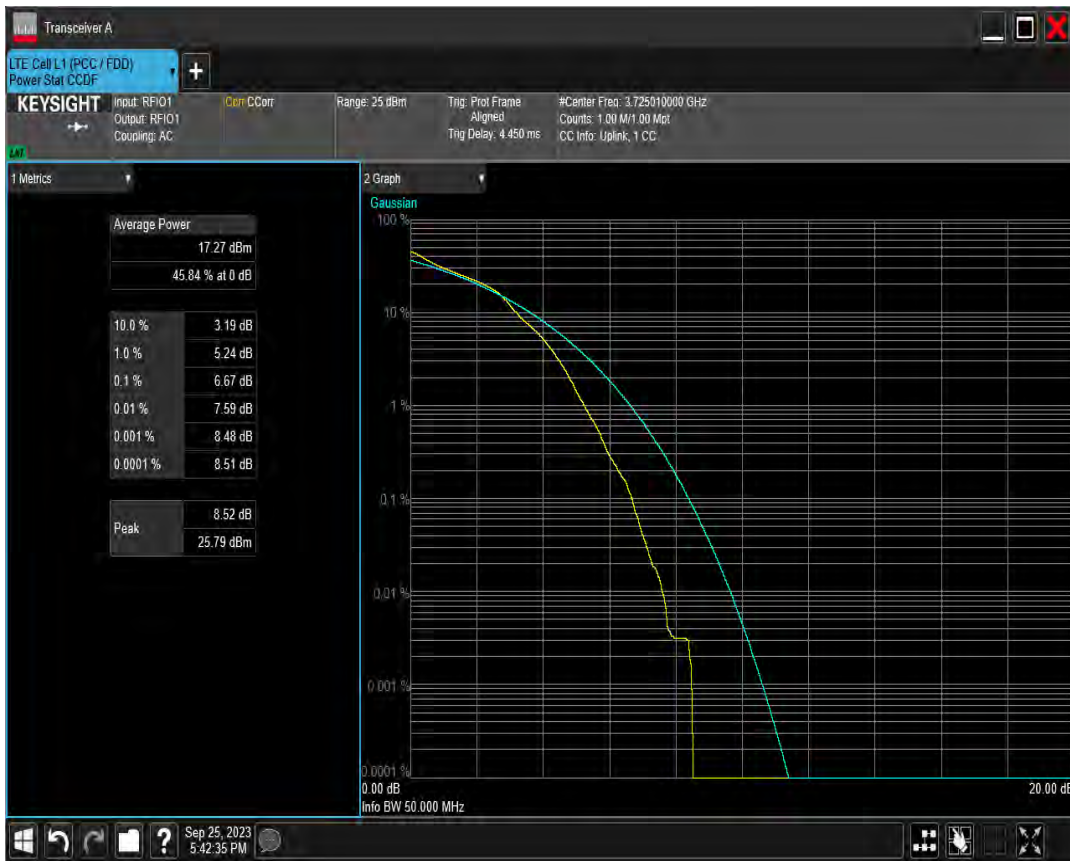 Transceiver A
LTE Cell L1 (PCC / FDD)
Power Stat CCDF
+
KEYSIGHT
Input: RFIO1
Output: RFIO1
Coupling: AC
Corr CCorr
Range: 25 dBm
Trig: Prot Frame
Aligned
Trig Delay: 4.450 ms
#Center Freq: 3.725010000 GHz
Counts: 1.00 M/1.00 Mpt
CC Info: Uplink, 1 CC
LXI
1 Metrics
Average Power
17.27 dBm
45.84 % at 0 dB
10.0 % 3.19 dB
1.0 % 5.24 dB
0.1 % 6.67 dB
0.01 % 7.59 dB
0.001 % 8.48 dB
0.0001 % 8.51 dB
Peak
8.52 dB
25.79 dBm
2 Graph
Gaussian
100 %
10 %
1 %
0.1 %
0.01 %
0.001 %
0.0001 %
0.00 dB 20.00 dB
Info BW 50.000 MHz
?
Sep 25, 2023
5:42:35 PM